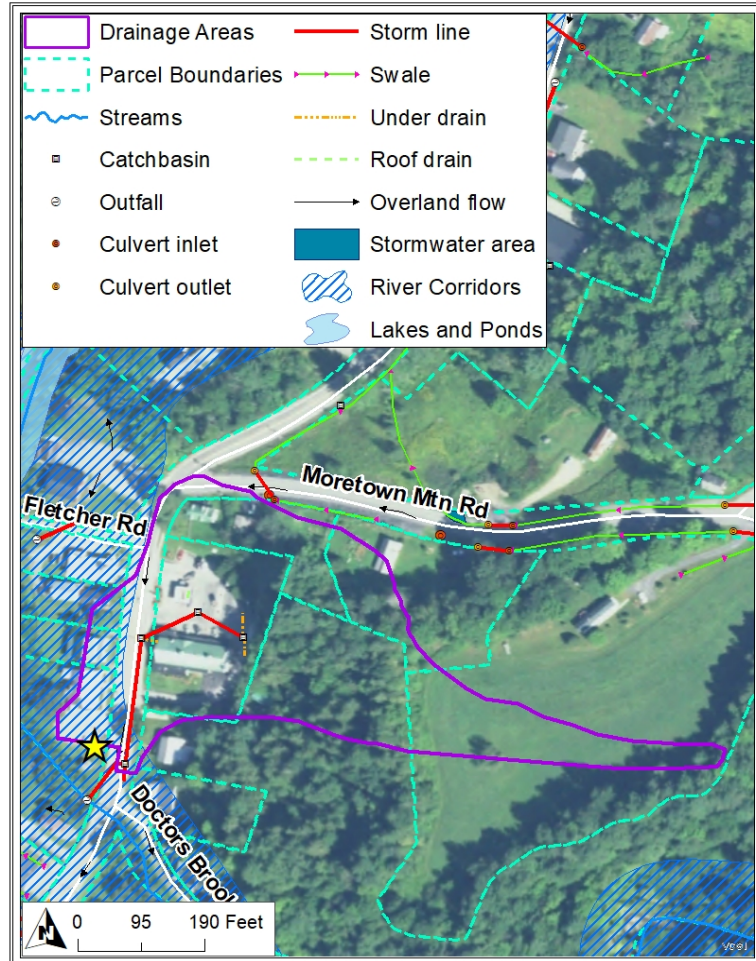 Drainage Areas
Storm line
Parcel Boundaries
Swale
Streams
Under drain
Catchbasin
Roof drain
Outfall
Overland flow
Culvert inlet
Stormwater area
Culvert outlet
River Corridors
Lakes and Ponds
Moretown Mtn Rd
Fletcher Rd
Doctors Brook
N
0 95 190 Feet